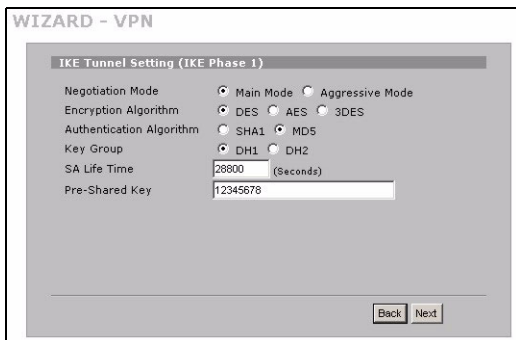 WIZARD - VPN
IKE Tunnel Setting (IKE Phase 1)
Negotiation Mode Main Mode Aggressive Mode
Encryption Algorithm DES AES 3DES
Authentication Algorithm SHA1 MD5
Key Group DH1 DH2
SA Life Time 28800 (Seconds)
Pre-Shared Key 12345678
Back Next